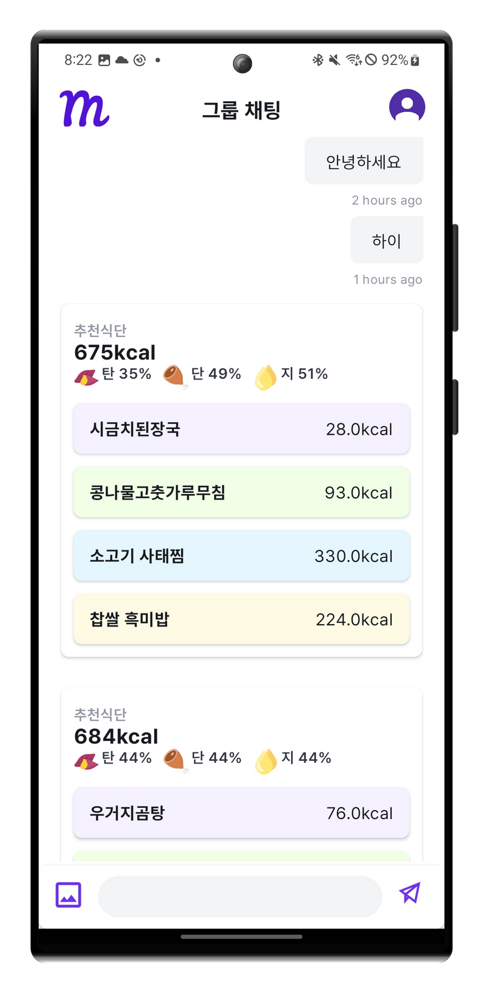 8:22 92%
m 그룹 채팅
안녕하세요
2 hours ago
하이
1 hours ago
추천식단
675kcal
탄 35% 단 49% 지 51%
시금치된장국 28.0kcal
콩나물고춧가루무침 93.0kcal
소고기 사태찜 330.0kcal
찹쌀 흑미밥 224.0kcal
추천식단
684kcal
탄 44% 단 44% 지 44%
우거지곰탕 76.0kcal